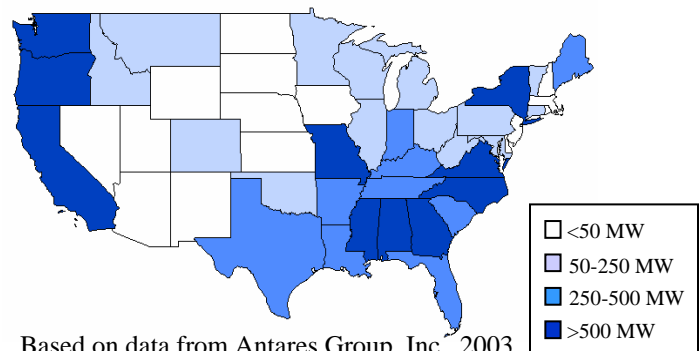 <50 MW
50-250 MW
250-500 MW
>500 MW
Based on data from Antares Group, Inc., 2003